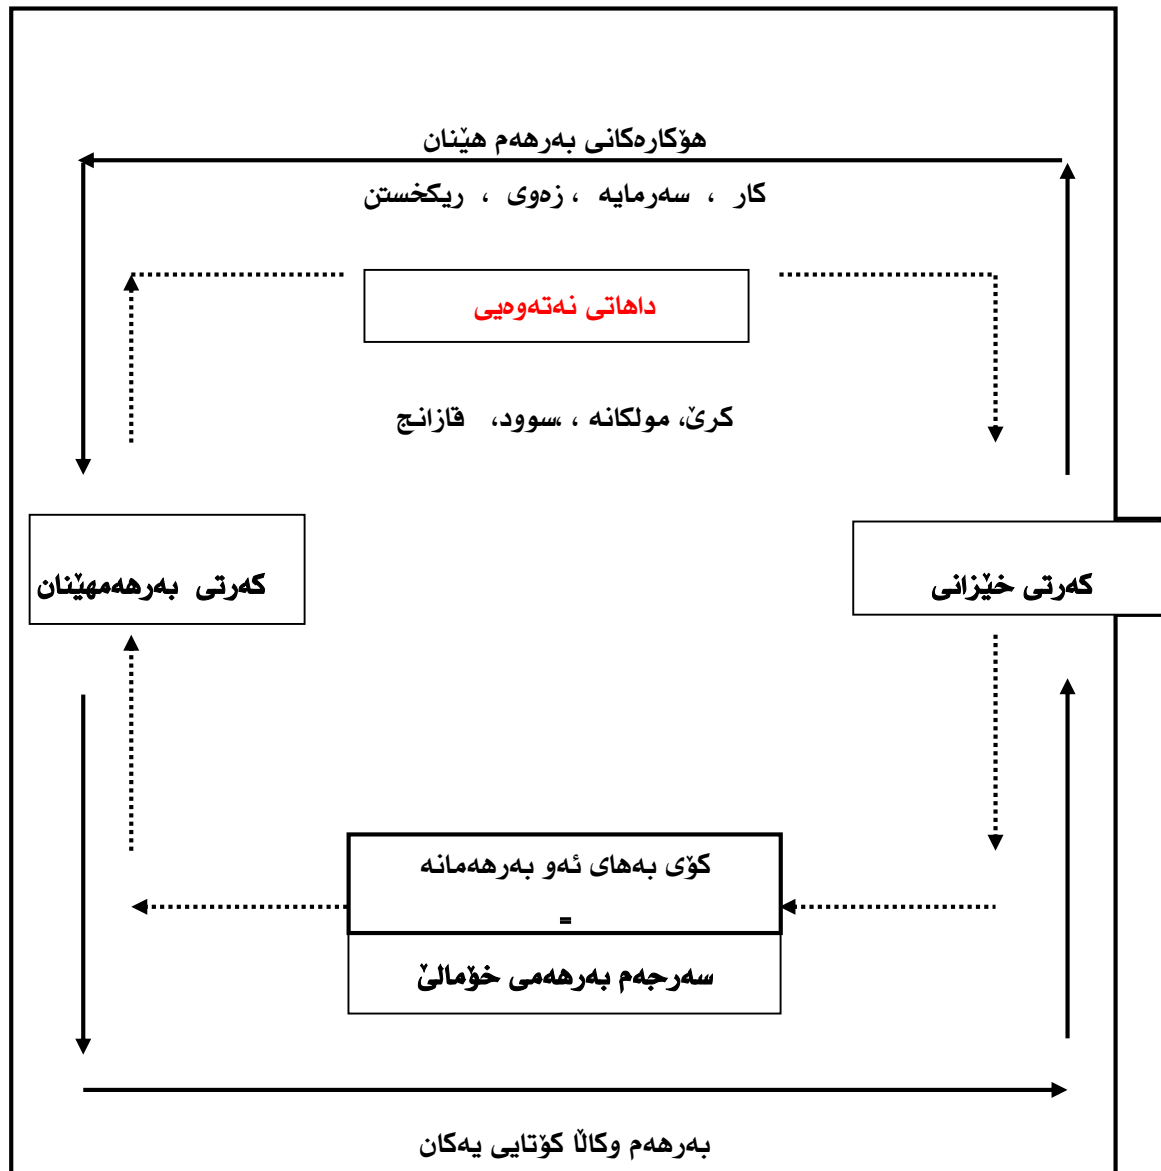 هۆكارەكانی بەرهەم هێنان
كار ، سەرمایە ، زەوی ، ریكخستن
داهاتی نەتەوەیی
كرێ، مولكانە ، ،سوود، قازانج
كەرتی خێزانی
كەرتی بەرهەمهێنان
كۆی بەهای ئەو بەرهەمانە
=
سەرجەم بەرهەمی خۆماڵێ
بەرهەم وكاڵا كۆتایی یەكان